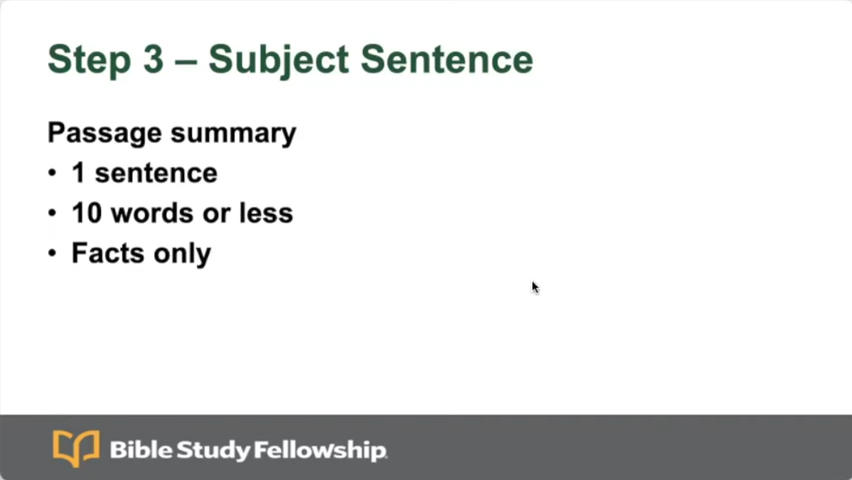 Step 3 – Subject Sentence
Passage summary
• 1 sentence
• 10 words or less
• Facts only
Bible Study Fellowship